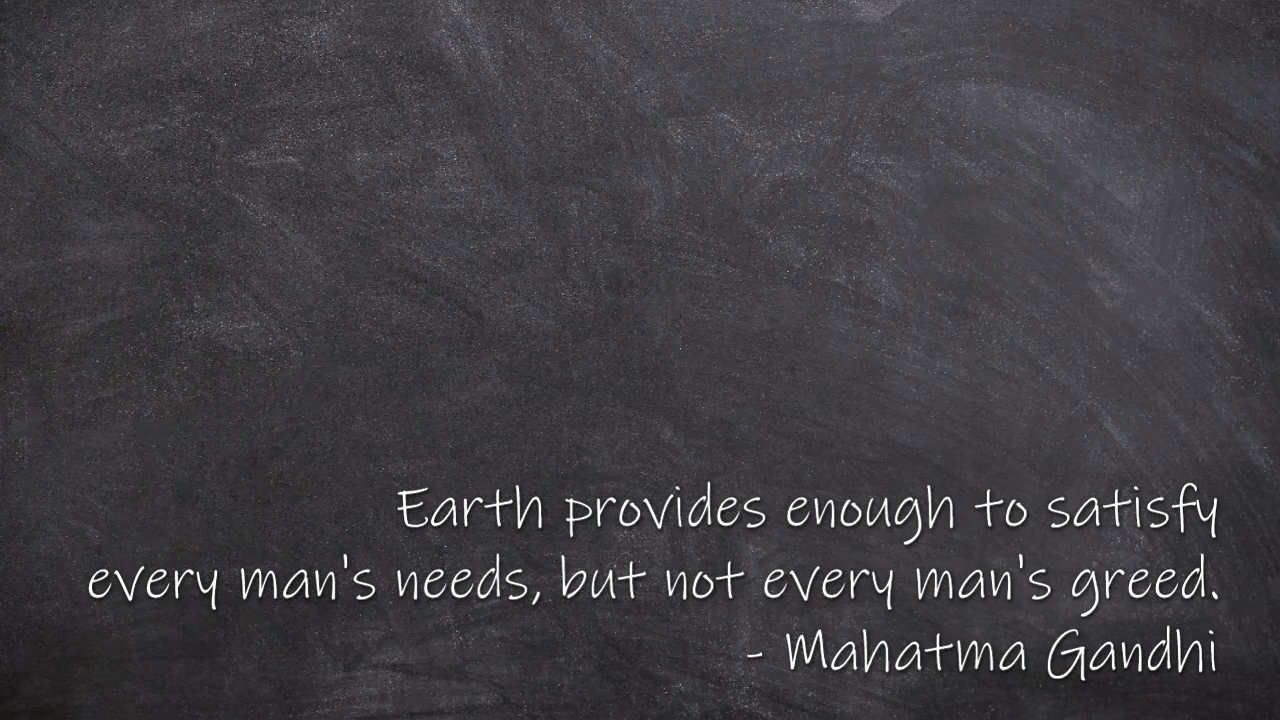 Earth provides enough to satisfy
every man's needs, but not every man's greed.
- Mahatma Gandhi